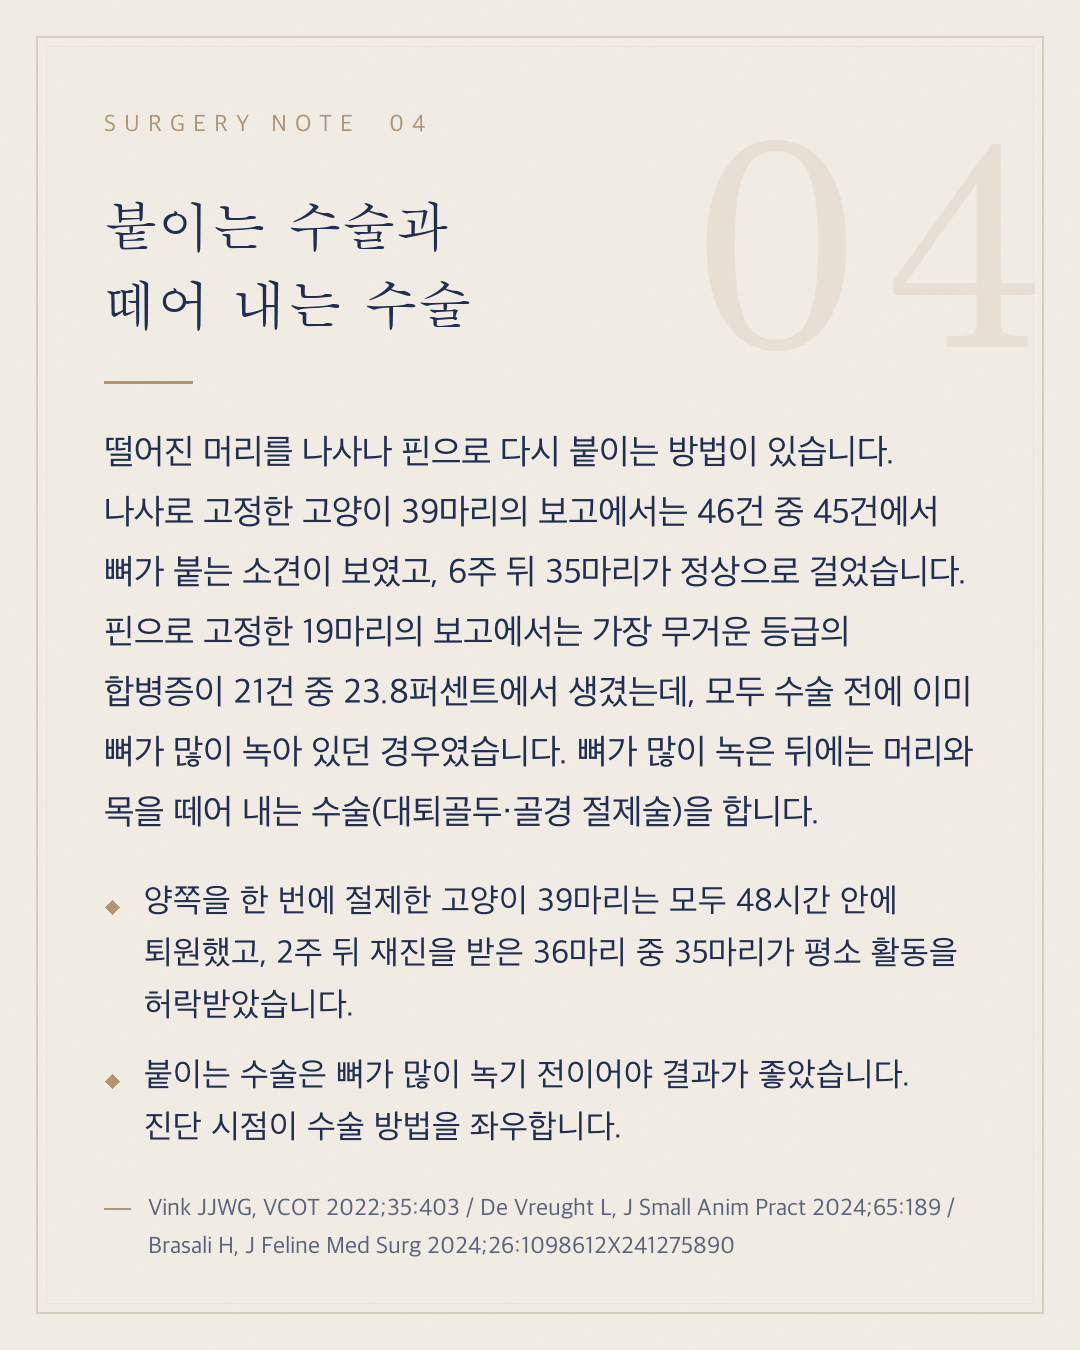 SURGERY NOTE 04
04
붙이는 수술과
떼어 내는 수술
떨어진 머리를 나사나 핀으로 다시 붙이는 방법이 있습니다.
나사로 고정한 고양이 39마리의 보고에서는 46건 중 45건에서
뼈가 붙는 소견이 보였고, 6주 뒤 35마리가 정상으로 걸었습니다.
핀으로 고정한 19마리의 보고에서는 가장 무거운 등급의
합병증이 21건 중 23.8퍼센트에서 생겼는데, 모두 수술 전에 이미
뼈가 많이 녹아 있던 경우였습니다. 뼈가 많이 녹은 뒤에는 머리와
목을 떼어 내는 수술(대퇴골두·골경 절제술)을 합니다.
◆ 양쪽을 한 번에 절제한 고양이 39마리는 모두 48시간 안에
퇴원했고, 2주 뒤 재진을 받은 36마리 중 35마리가 평소 활동을
허락받았습니다.
◆ 붙이는 수술은 뼈가 많이 녹기 전이어야 결과가 좋았습니다.
진단 시점이 수술 방법을 좌우합니다.
— Vink JJWG, VCOT 2022;35:403 / De Vreught L, J Small Anim Pract 2024;65:189 /
Brasali H, J Feline Med Surg 2024;26:1098612X241275890